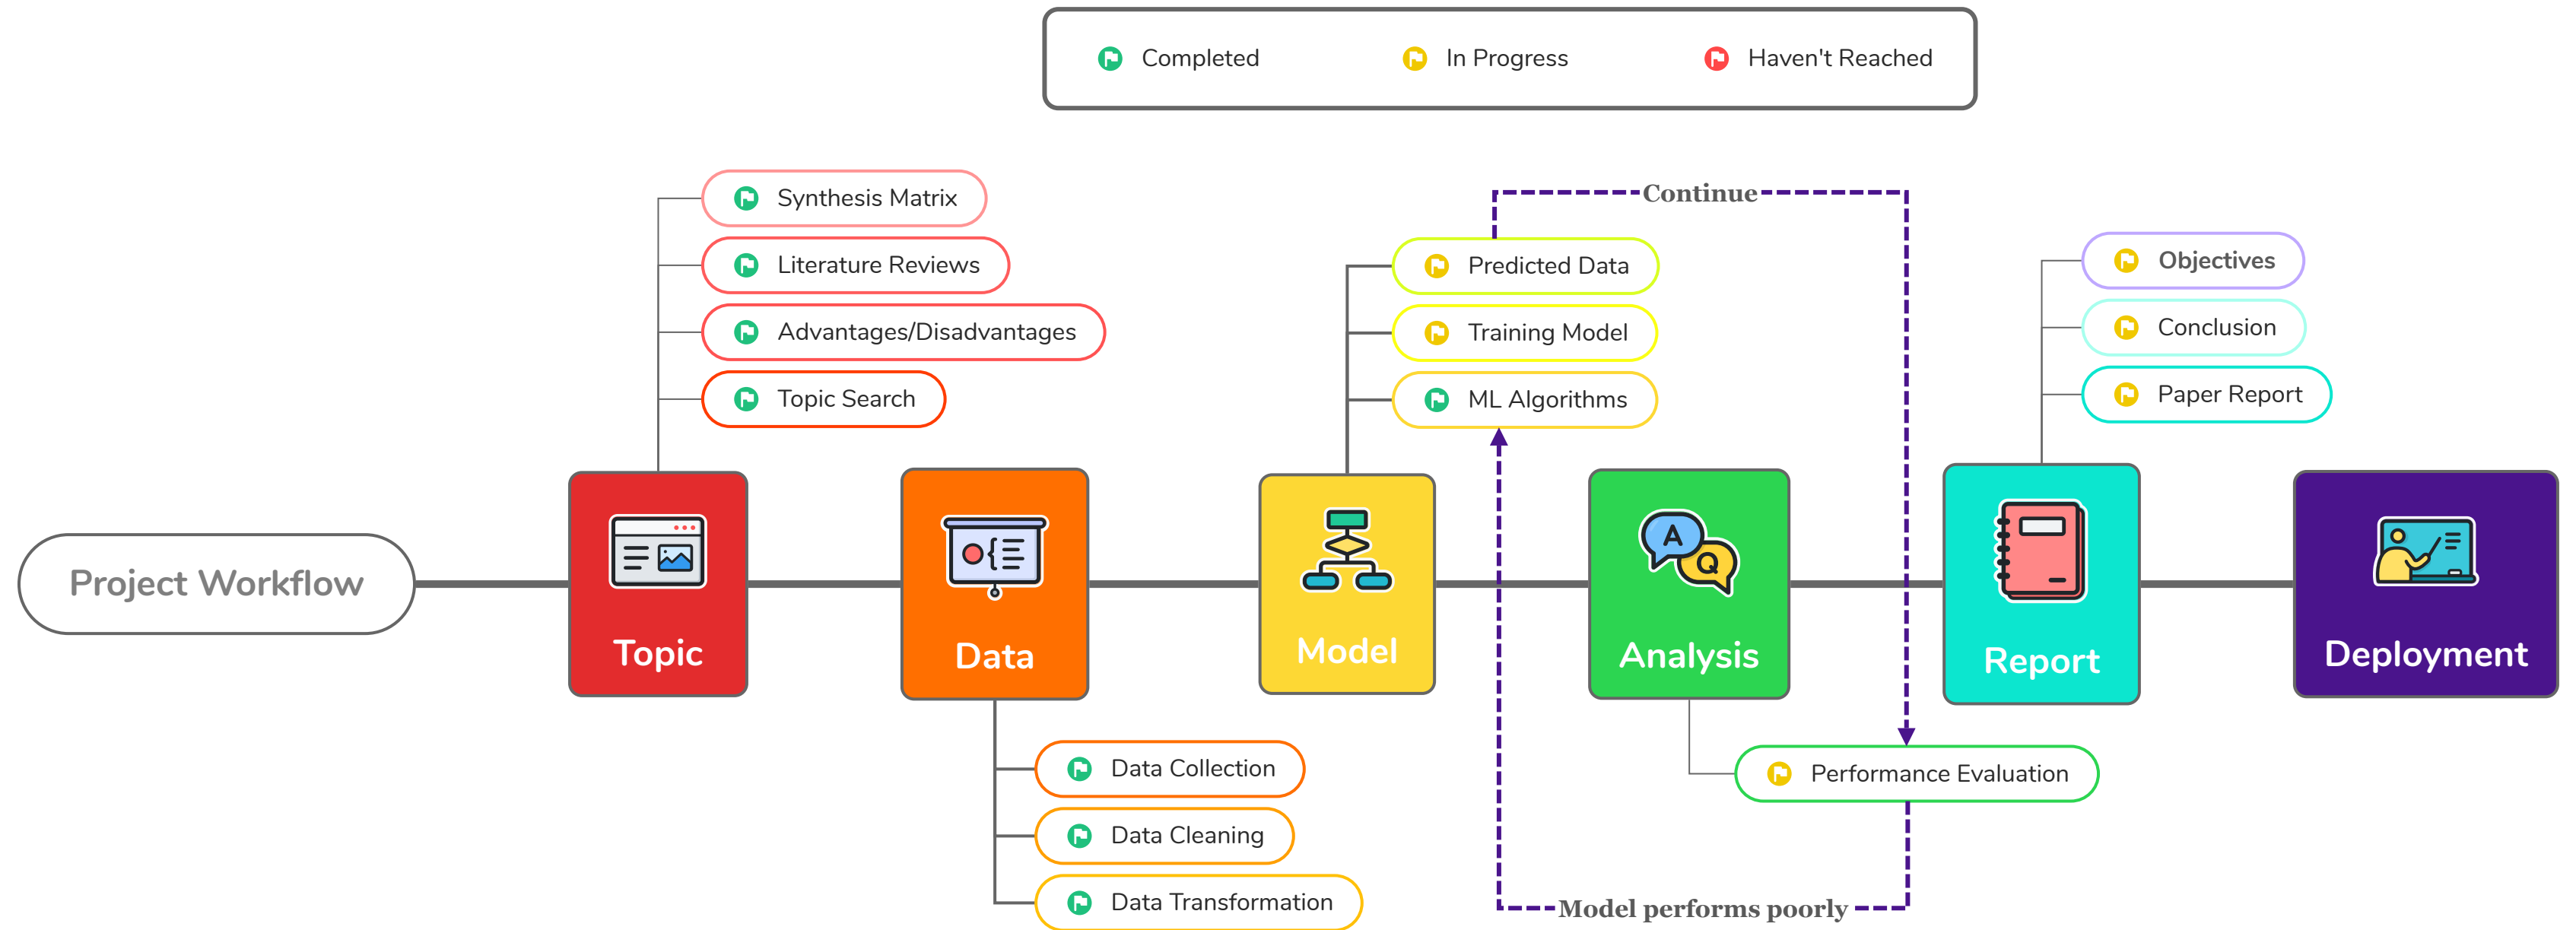 Completed
In Progress
Haven't Reached
Synthesis Matrix
Literature Reviews
Advantages/Disadvantages
Topic Search
Continue
Predicted Data
Training Model
ML Algorithms
Objectives
Conclusion
Paper Report
Project Workflow
Topic
Data
Model
A
Q
Analysis
Report
Deployment
Data Collection
Data Cleaning
Data Transformation
Performance Evaluation
Model performs poorly